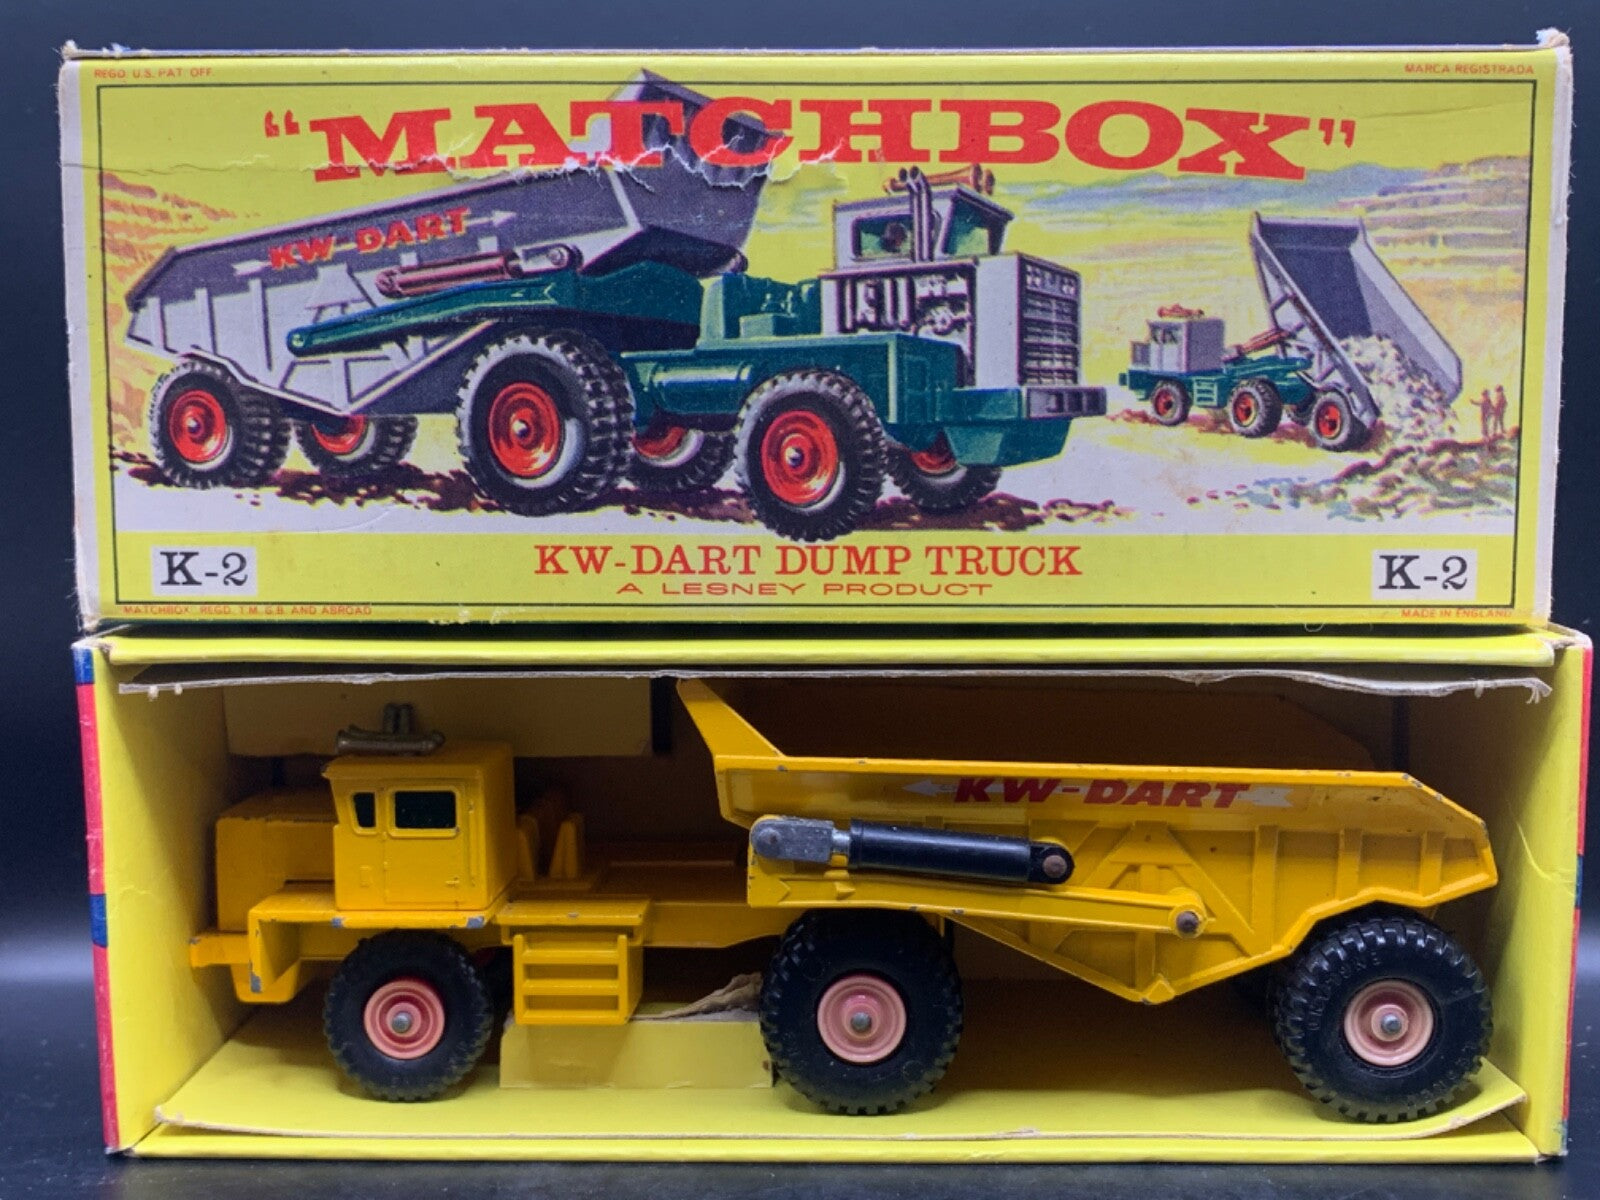 REGD. U.S. PAT. OFF.
MARCA REGISTRADA
"MATCHBOX"
KW-DART
K-2
KW-DART DUMP TRUCK
K-2
A LESNEY PRODUCT
MATCHBOX REGD. T.M. G.B. AND ABROAD
MADE IN ENGLAND
KW-DART